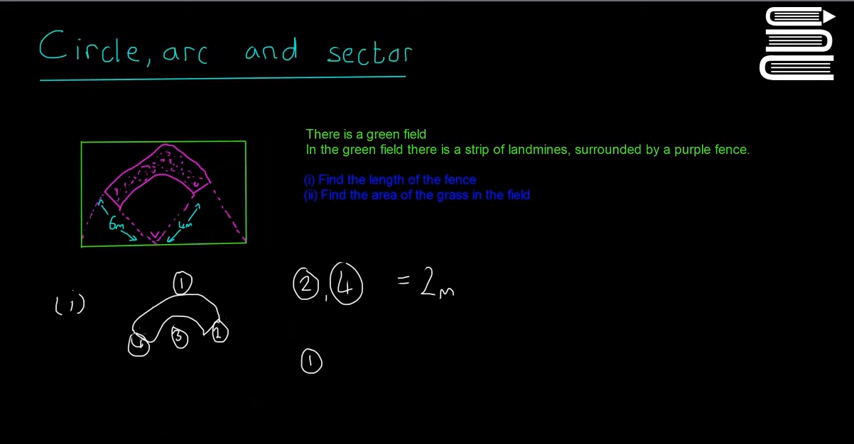 Circle, arc and sector
There is a green field
In the green field there is a strip of landmines, surrounded by a purple fence.
(i) Find the length of the fence
(ii) Find the area of the grass in the field
6m
4m
(i)
1
4
3
2
2, 4 = 2m
1